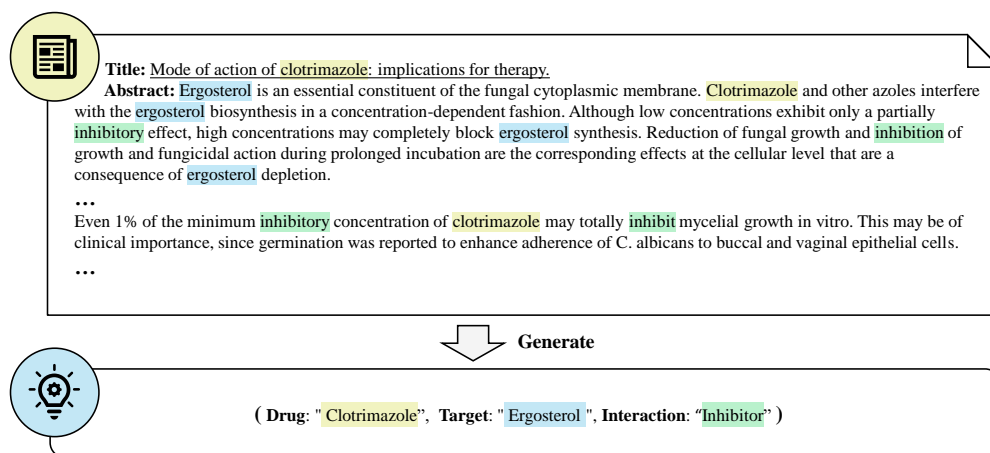 Title: Mode of action of clotrimazole: implications for therapy.
Abstract: Ergosterol is an essential constituent of the fungal cytoplasmic membrane. Clotrimazole and other azoles interfere
with the ergosterol biosynthesis in a concentration-dependent fashion. Although low concentrations exhibit only a partially
inhibitory effect, high concentrations may completely block ergosterol synthesis. Reduction of fungal growth and inhibition of
growth and fungicidal action during prolonged incubation are the corresponding effects at the cellular level that are a
consequence of ergosterol depletion.
...
Even 1% of the minimum inhibitory concentration of clotrimazole may totally inhibit mycelial growth in vitro. This may be of
clinical importance, since germination was reported to enhance adherence of C. albicans to buccal and vaginal epithelial cells.
...
Generate
( Drug: " Clotrimazole”, Target: " Ergosterol ", Interaction: “Inhibitor” )